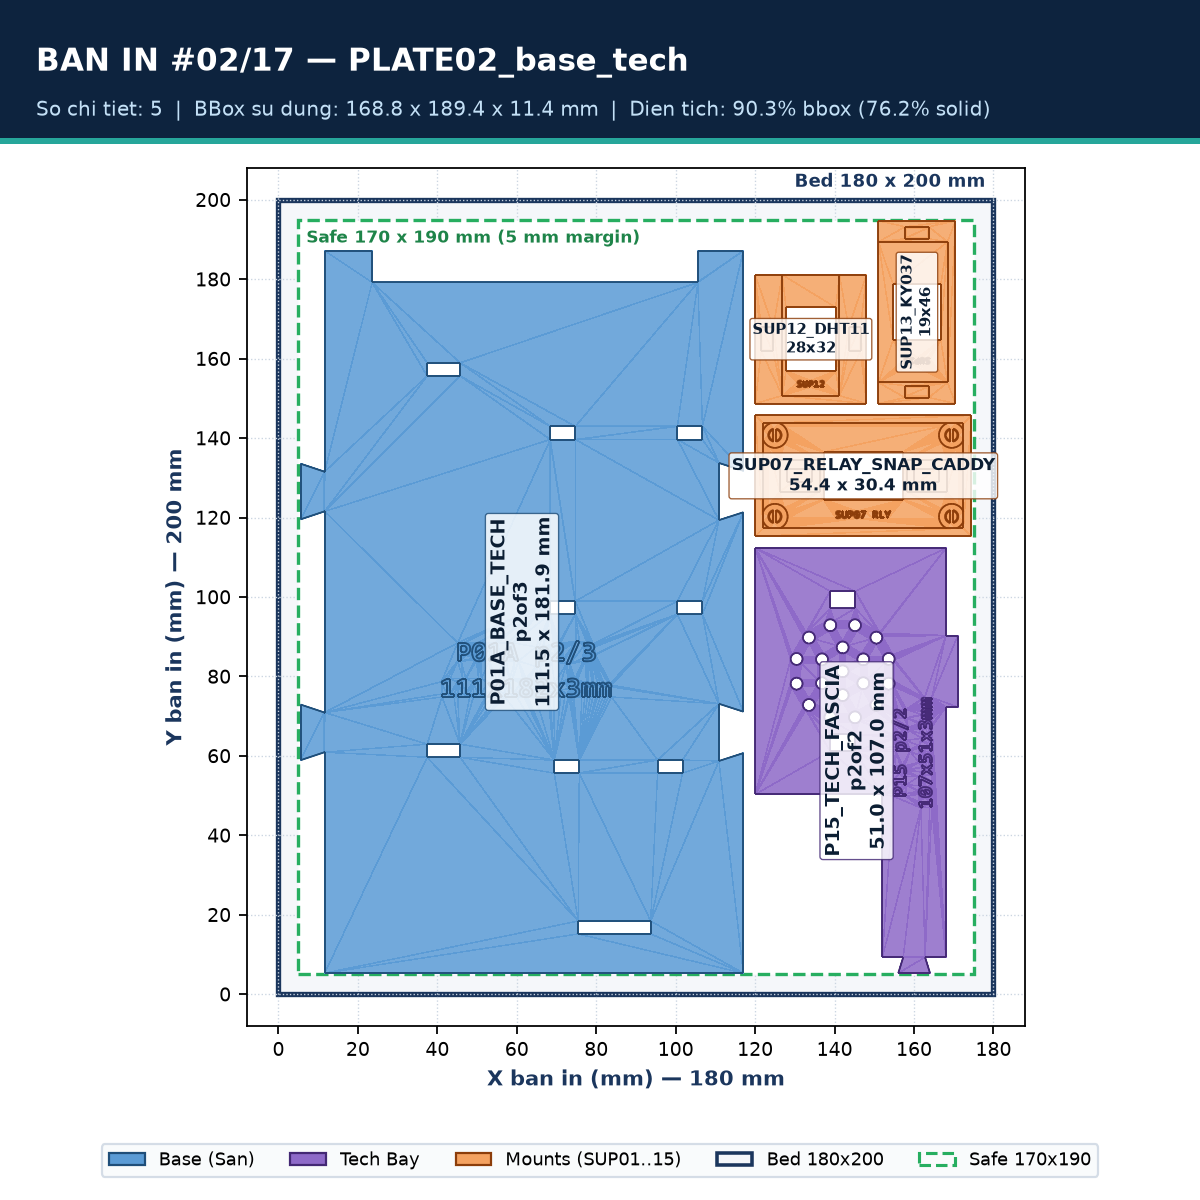 BAN IN #02/17 — PLATE02_base_tech
So chi tiet: 5 | BBox su dung: 168.8 x 189.4 x 11.4 mm | Dien tich: 90.3% bbox (76.2% solid)
Bed 180 x 200 mm
Safe 170 x 190 mm (5 mm margin)
SUP12_DHT11
28x32
SUP12
SUP13_KY037
19x46
SUP07_RELAY_SNAP_CADDY
54.4 x 30.4 mm
SUP07 RLY
P01A_BASE_TECH
p2of3
111.5 x 181.9 mm
P15_TECH_FASCIA
p2of2
51.0 x 107.0 mm
P15 p2/2
107x51x3mm
Y ban in (mm) — 200 mm
200
180
160
140
120
100
80
60
40
20
0
0 20 40 60 80 100 120 140 160 180
X ban in (mm) — 180 mm
Base (San) Tech Bay Mounts (SUP01..15) Bed 180x200 Safe 170x190